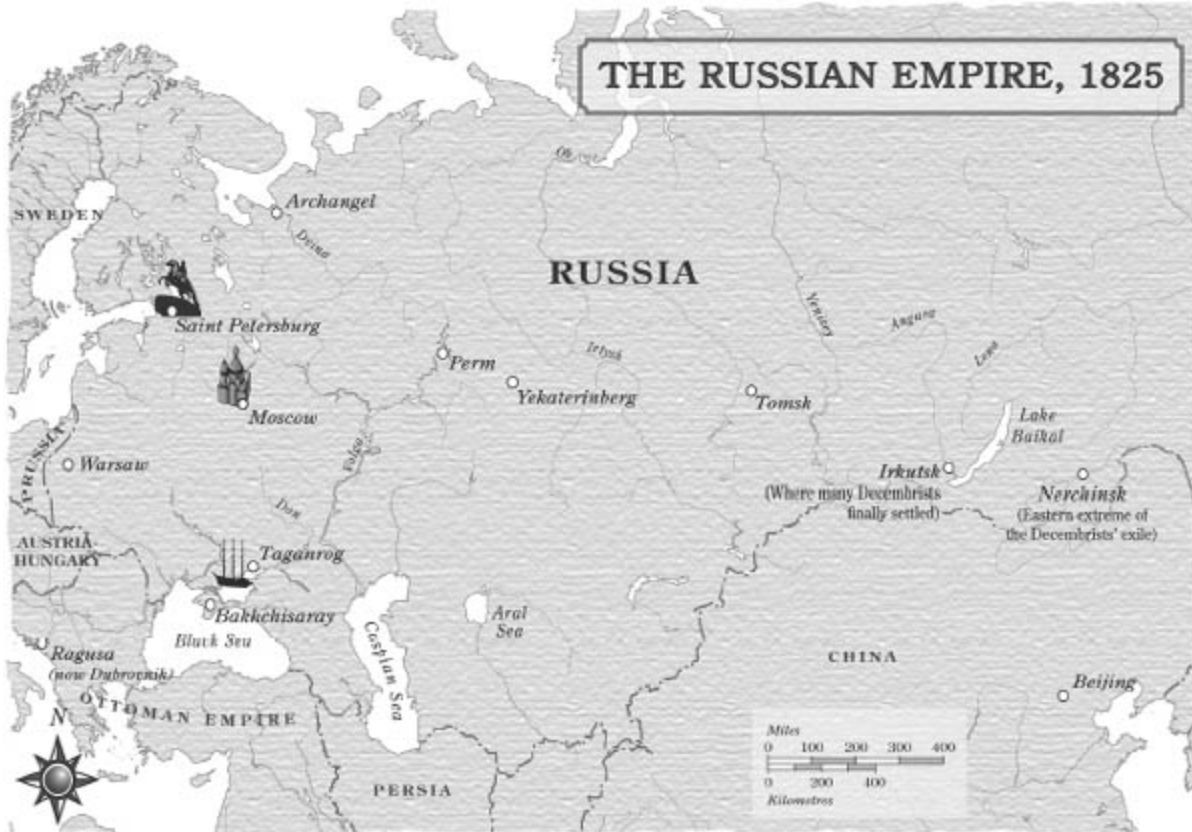 THE RUSSIAN EMPIRE, 1825
Ob
Archangel
SWEDEN
Dvina
RUSSIA
Saint Petersburg
Yenisey
Angara
Lena
Irtysh
Perm
Yekaterinberg
Tomsk
Moscow
Lake
Baikal
PRUSSIA
Warsaw
Volga
Irkutsk
(Where many Decembrists
finally settled)
Nerchinsk
(Eastern extreme of
the Decembrists' exile)
Don
AUSTRIA-
HUNGARY
Taganrog
Bakhchisaray
Black Sea
Aral
Sea
Caspian Sea
Ragusa
(now Dubrovnik)
CHINA
Beijing
OTTOMAN EMPIRE
N
PERSIA
Miles
0 100 200 300 400
0 200 400
Kilometres